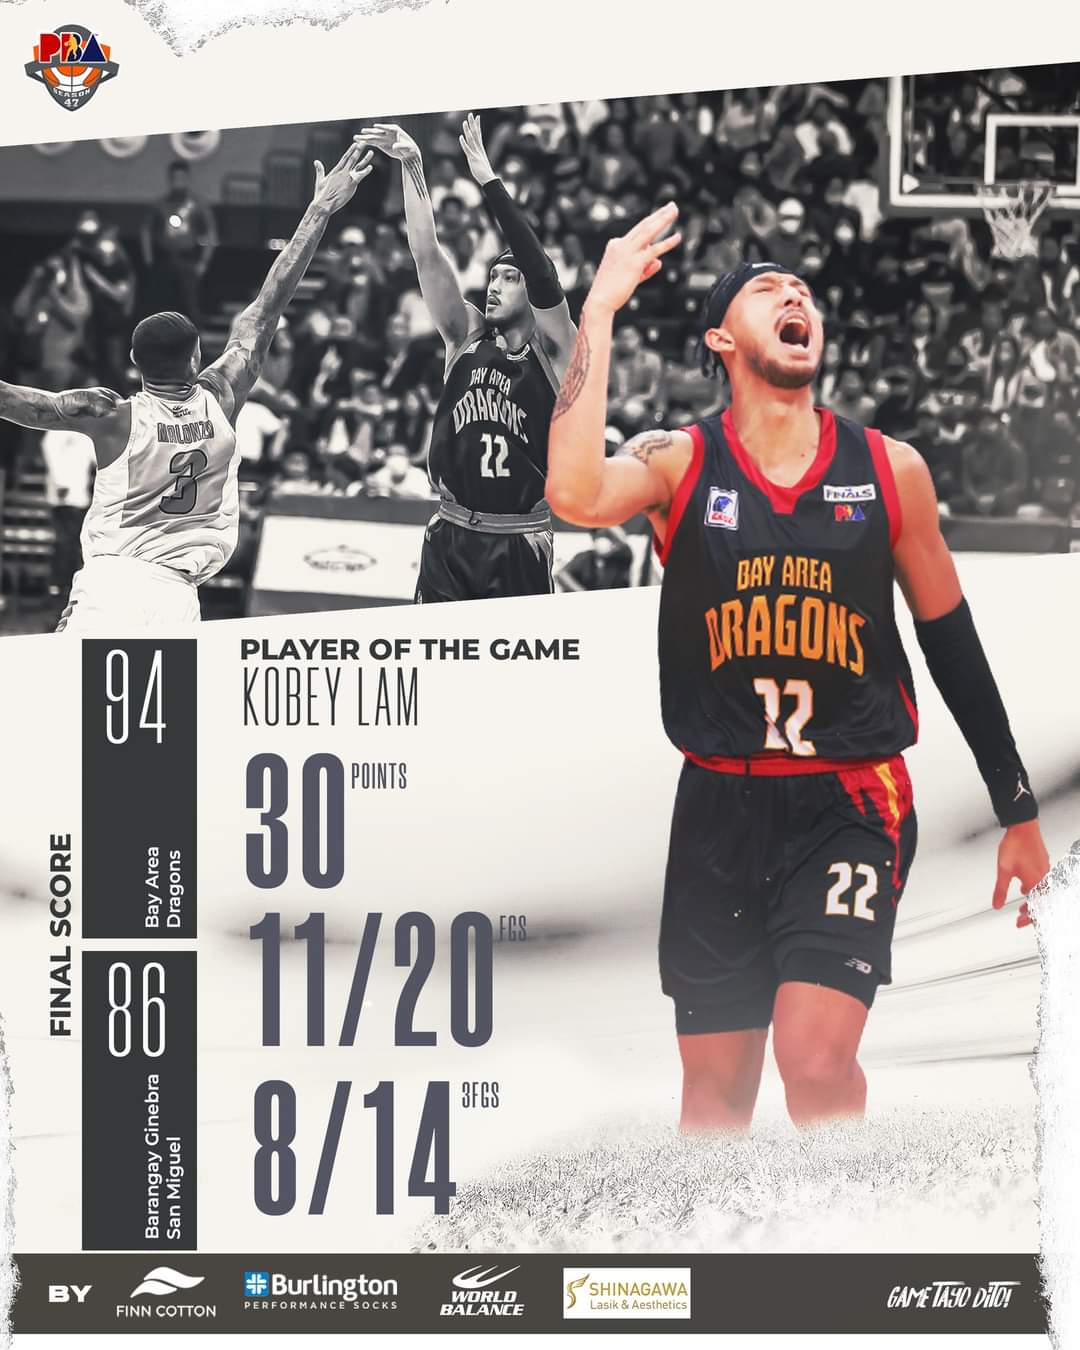 PBA
SEASON
47
MALONZO
3
BAY AREA
DRAGONS
22
FINALS
PBA
BAY AREA
DRAGONS
22
22
FINAL SCORE
94
Bay Area
Dragons
86
Barangay Ginebra
San Miguel
PLAYER OF THE GAME
KOBEY LAM
30 POINTS
11/20 FGS
8/14 3FGS
BY
FINN COTTON
Burlington
PERFORMANCE SOCKS
WORLD
BALANCE
SHINAGAWA
Lasik & Aesthetics
GAME TAYO DITO!